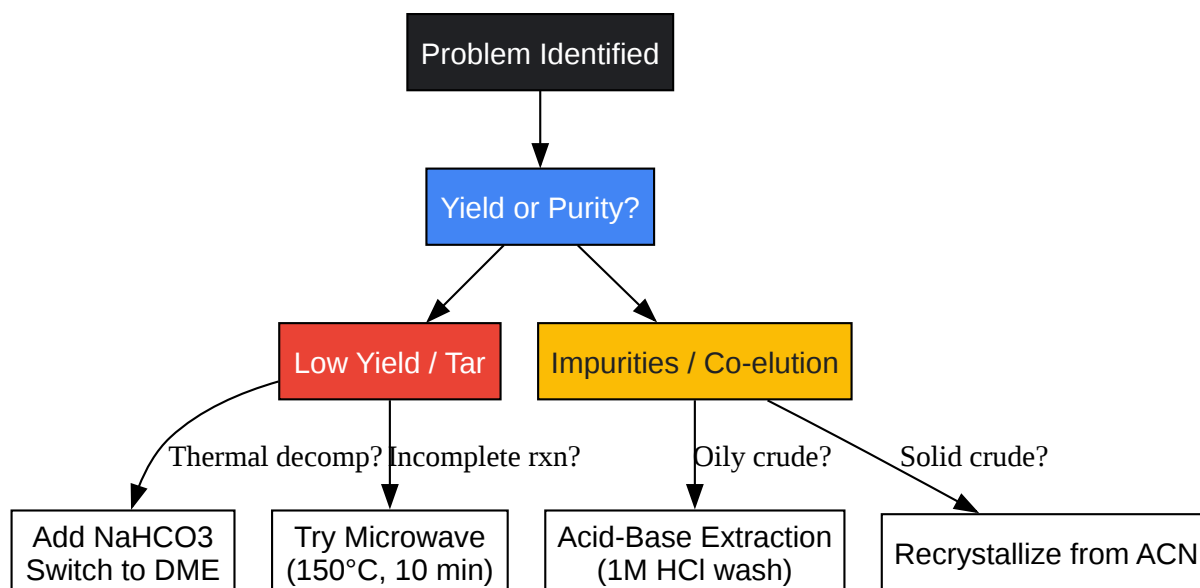 Problem Identified
Yield or Purity?
Low Yield / Tar
Impurities / Co-elution
Thermal decomp?
Incomplete rxn?
Oily crude?
Solid crude?
Add NaHCO3
Switch to DME
Try Microwave
(150°C, 10 min)
Acid-Base Extraction
(1M HCl wash)
Recrystallize from ACN